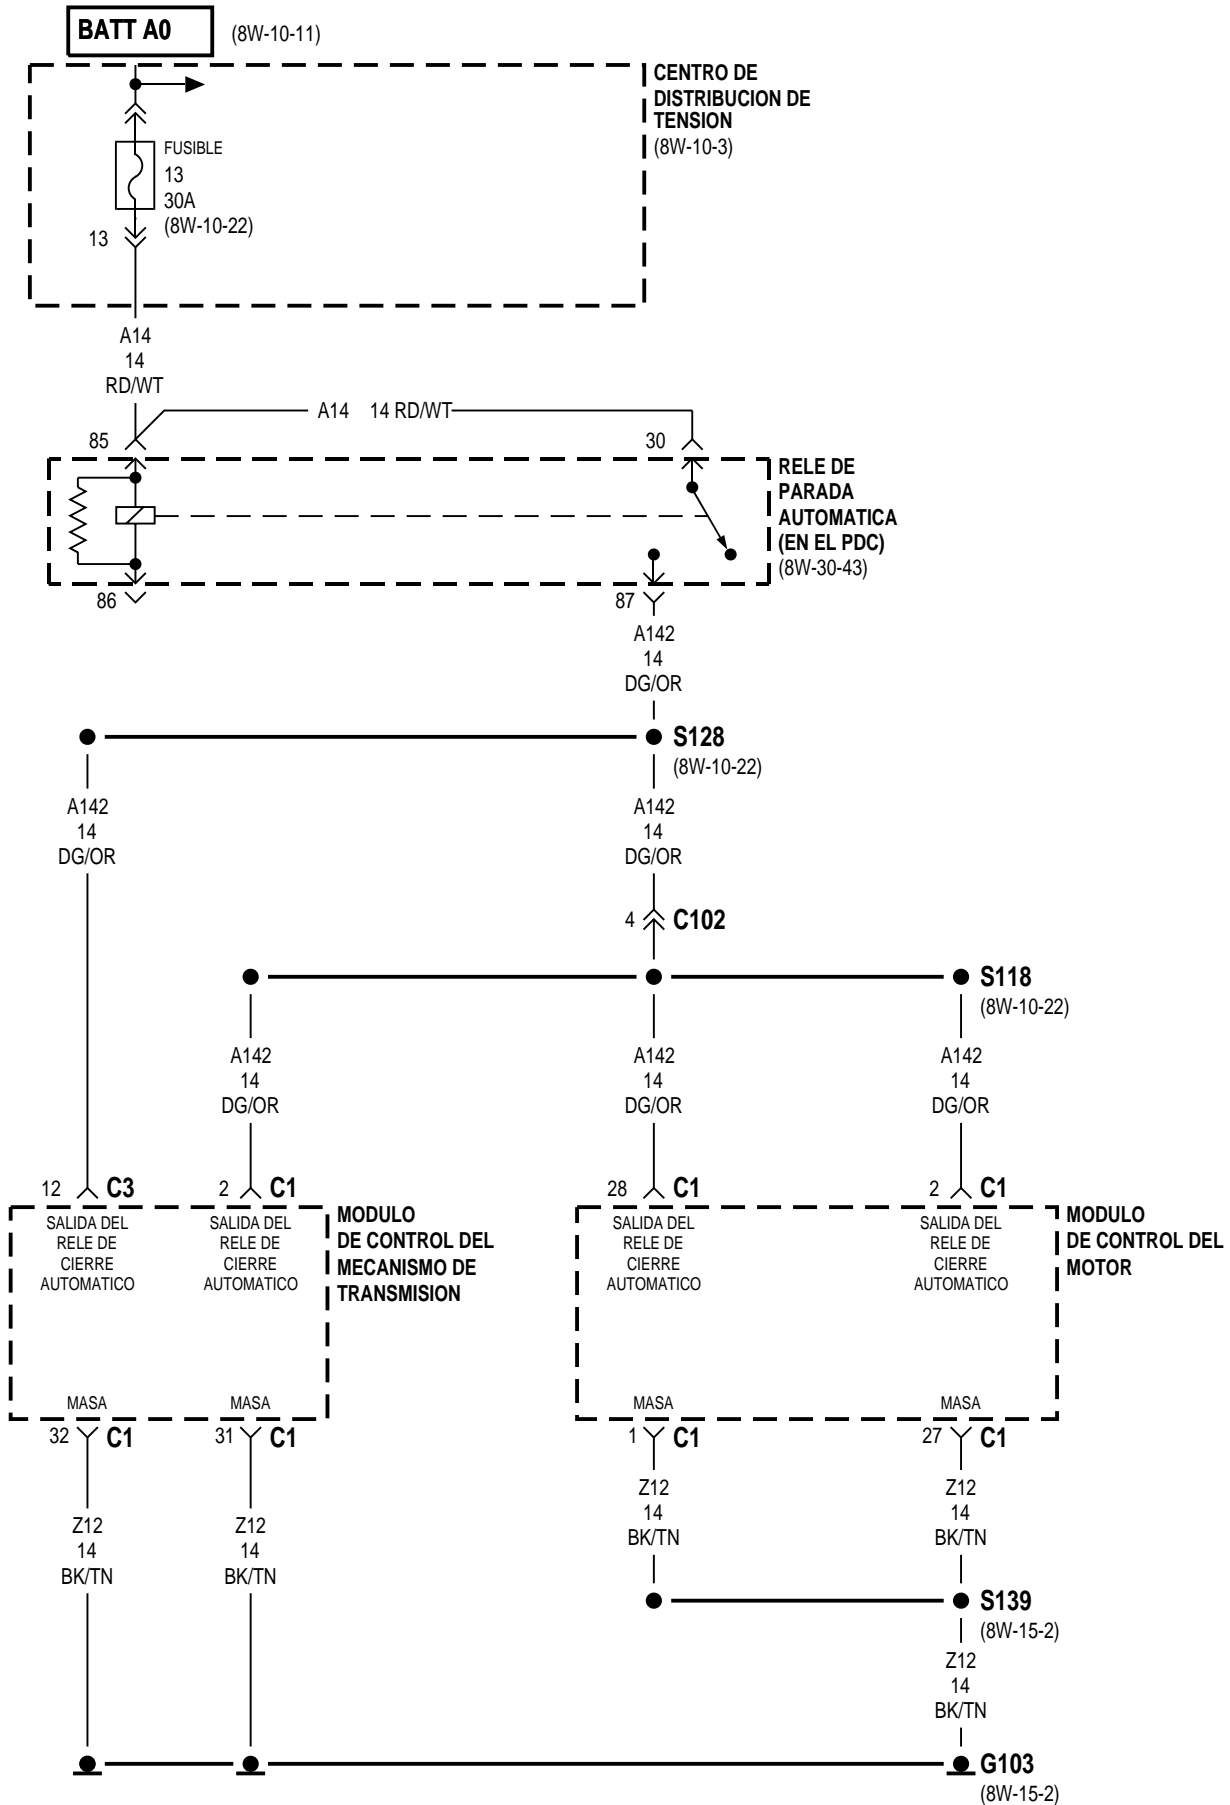 BATT A0
(8W-10-11)
CENTRO DE
DISTRIBUCION DE
TENSION
(8W-10-3)
FUSIBLE
13
30A
(8W-10-22)
13
A14
14
RD/WT
A14 14 RD/WT
85
30
RELE DE
PARADA
AUTOMATICA
(EN EL PDC)
(8W-30-43)
86
87
A142
14
DG/OR
S128
(8W-10-22)
A142
14
DG/OR
A142
14
DG/OR
4 C102
S118
(8W-10-22)
A142
14
DG/OR
A142
14
DG/OR
A142
14
DG/OR
12 C3
2 C1
28 C1
2 C1
SALIDA DEL
RELE DE
CIERRE
AUTOMATICO
SALIDA DEL
RELE DE
CIERRE
AUTOMATICO
MODULO
DE CONTROL DEL
MECANISMO DE
TRANSMISION
SALIDA DEL
RELE DE
CIERRE
AUTOMATICO
SALIDA DEL
RELE DE
CIERRE
AUTOMATICO
MODULO
DE CONTROL DEL
MOTOR
MASA
MASA
MASA
MASA
32 C1
31 C1
1 C1
27 C1
Z12
14
BK/TN
Z12
14
BK/TN
Z12
14
BK/TN
Z12
14
BK/TN
S139
(8W-15-2)
Z12
14
BK/TN
G103
(8W-15-2)